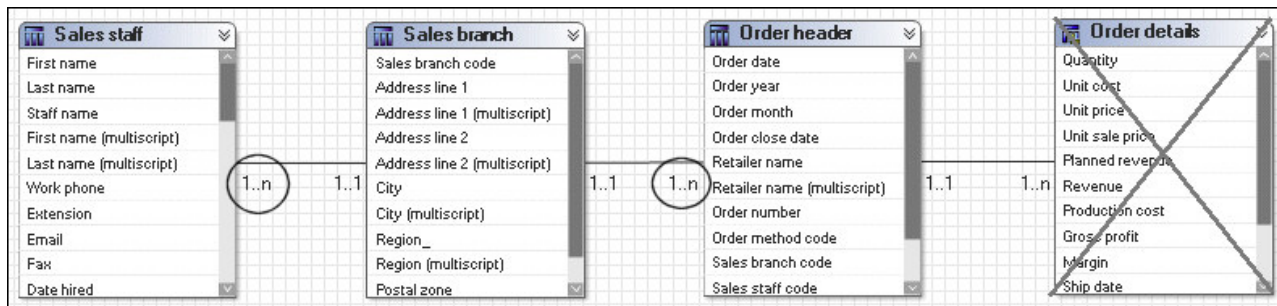 Sales staff
First name
Last name
Staff name
First name (multiscript)
Last name (multiscript)
Work phone
Extension
Email
Fax
Date hired
1..n
1..1
Sales branch
Sales branch code
Address line 1
Address line 1 (multiscript)
Address line 2
Address line 2 (multiscript)
City
City (multiscript)
Region_
Region (multiscript)
Postal zone
1..1
1..n
Order header
Order date
Order year
Order month
Order close date
Retailer name
Retailer name (multiscript)
Order number
Order method code
Sales branch code
Sales staff code
1..1
1..n
Order details
Quantity
Unit cost
Unit price
Unit sale price
Planned revenue
Revenue
Production cost
Gross profit
Margin
Ship date